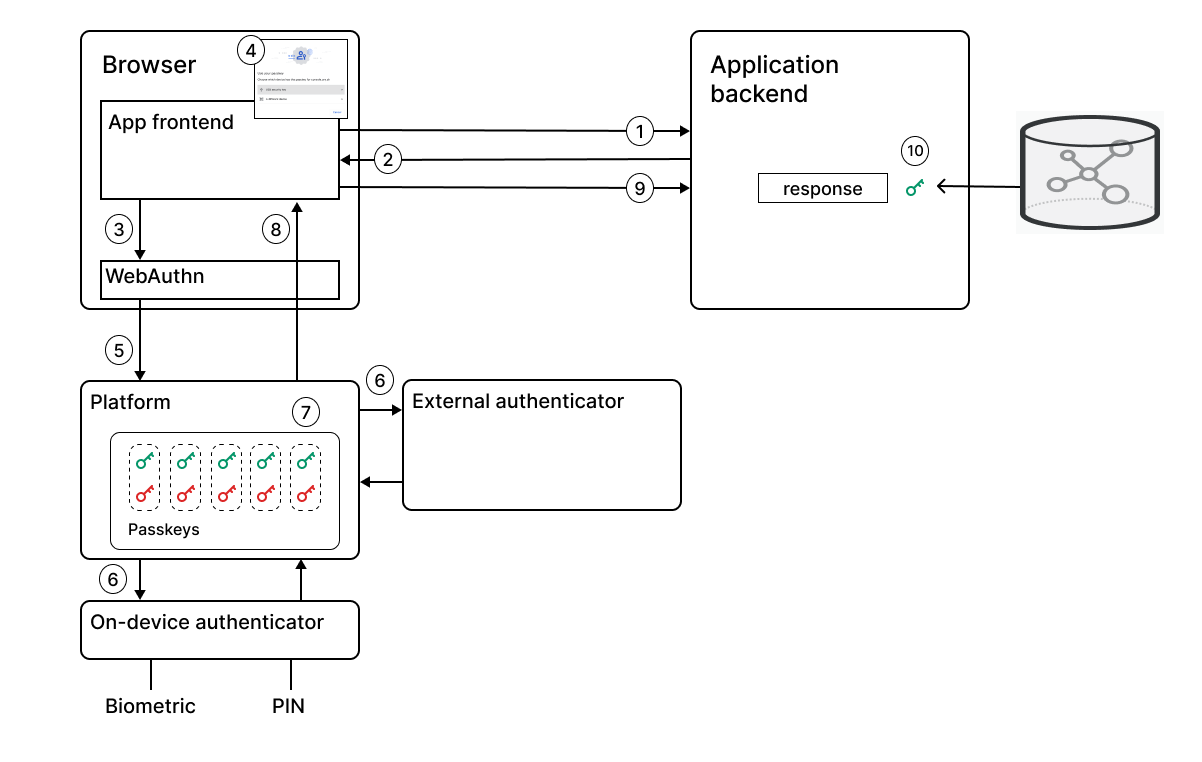 4
Browser
Application
backend
App frontend
1
2
9
10
response
3
8
WebAuthn
5
6
Platform
7
External authenticator
Passkeys
6
On-device authenticator
Biometric
PIN